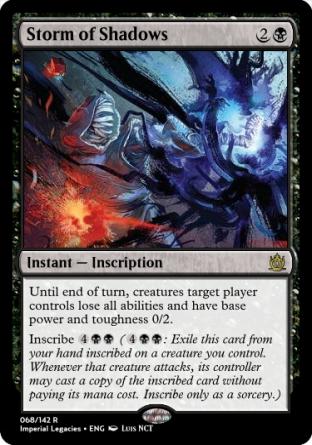 Storm of Shadows 2
Instant — Inscription
Until end of turn, creatures target player
controls lose all abilities and have base
power and toughness 0/2.
Inscribe 4 ( 4 : Exile this card from
your hand inscribed on a creature you control.
Whenever that creature attacks, its controller
may cast a copy of the inscribed card without
paying its mana cost. Inscribe only as a sorcery.)
068/142 R
Imperial Legacies • ENG Luis NCT